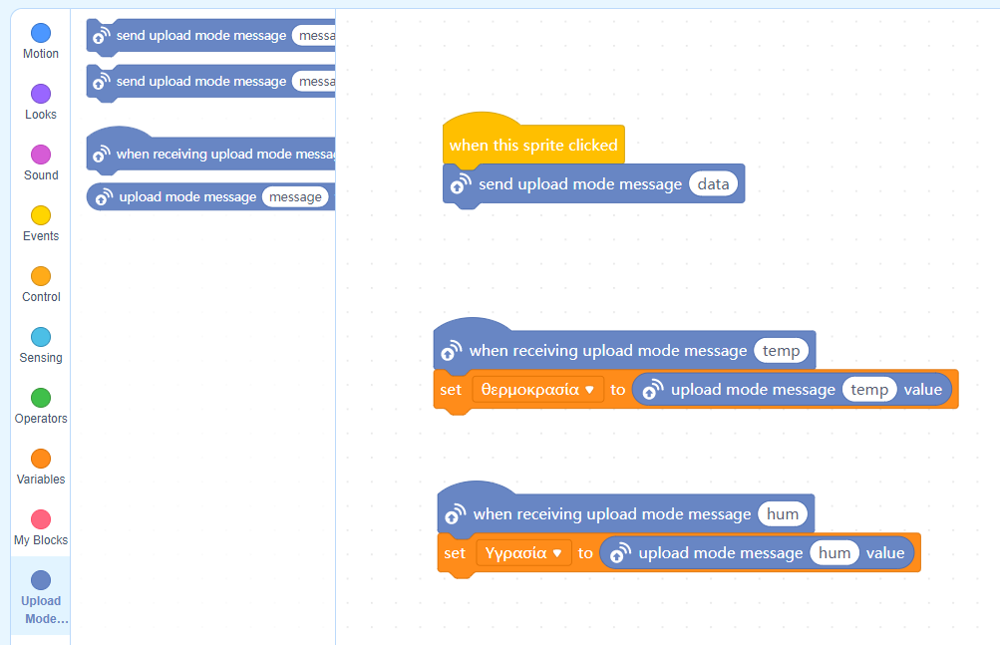 Motion
Looks
Sound
Events
Control
Sensing
Operators
Variables
My Blocks
Upload
Mode...
send upload mode message messa
send upload mode message messa
when receiving upload mode messag
upload mode message message
when this sprite clicked
send upload mode message data
when receiving upload mode message temp
set θερμοκρασία to upload mode message temp value
when receiving upload mode message hum
set Υγρασία to upload mode message hum value